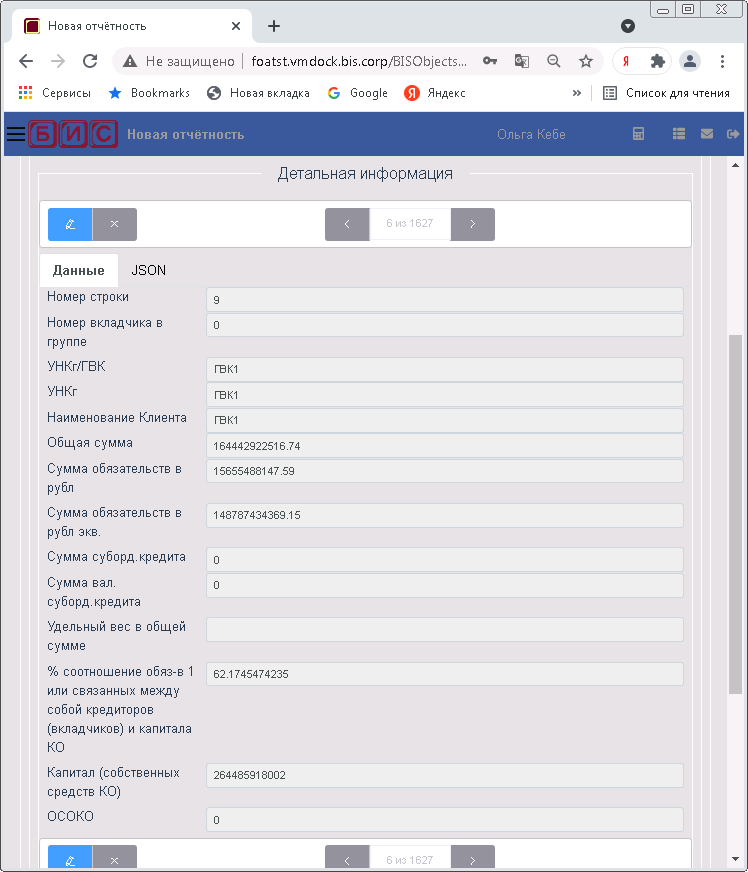 Новая отчётность
Не защищено | foatst.vmdock.bis.corp/BISObjects...
Сервисы
Bookmarks
Новая вкладка
Google
Яндекс
»
Список для чтения
БИС Новая отчётность
Ольга Кебе
Детальная информация
6 из 1627
Данные
JSON
Номер строки
9
Номер вкладчика в
группе
0
УНКг/ГВК
ГВК1
УНКг
ГВК1
Наименование Клиента
ГВК1
Общая сумма
164442922516.74
Сумма обязательств в
рубл
15655488147.59
Сумма обязательств в
рубл экв.
148787434369.15
Сумма суборд.кредита
0
Сумма вал.
суборд.кредита
0
Удельный вес в общей
сумме
% соотношение обяз-в 1
или связанных между
собой кредиторов
(вкладчиков) и капитала
КО
62.1745474235
Капитал (собственных
средств КО)
264485918002
ОСОКО
0
6 из 1627